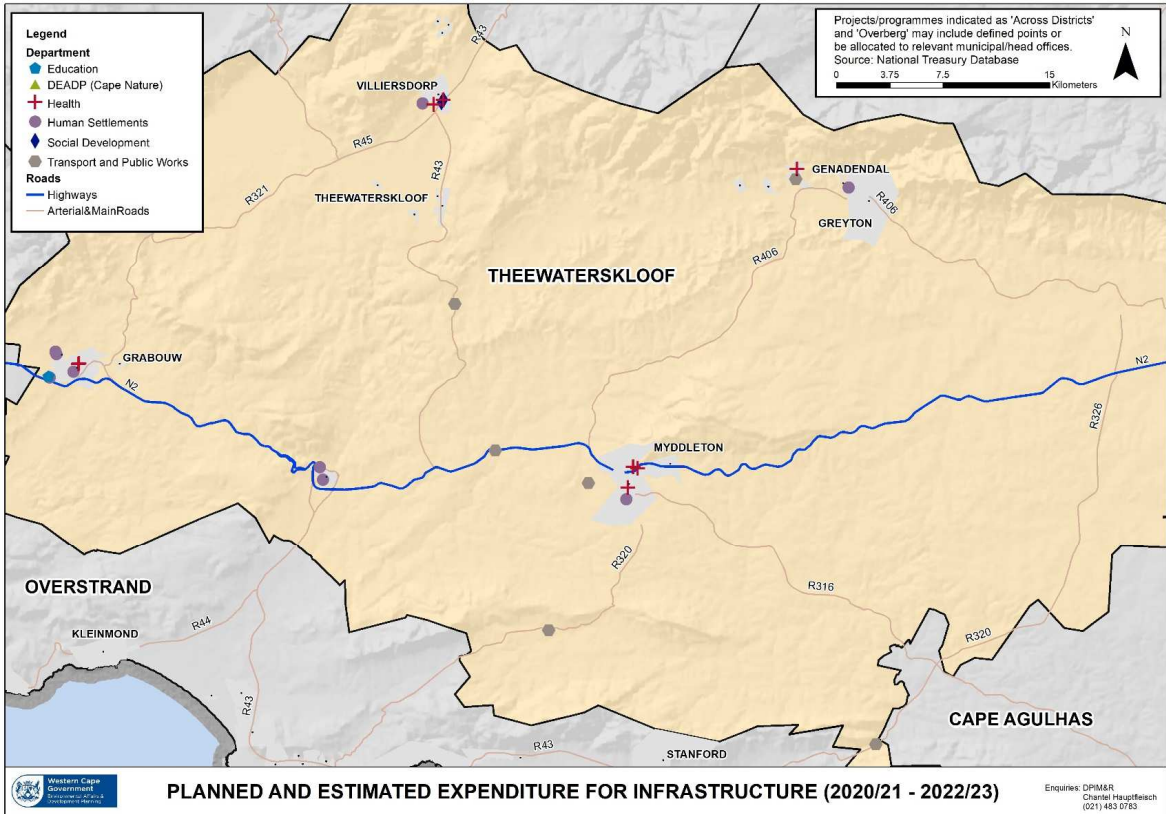 Legend
Department
Education
DEADP (Cape Nature)
Health
Human Settlements
Social Development
Transport and Public Works
Roads
Highways
Arterial&MainRoads
Projects/programmes indicated as 'Across Districts'
and 'Overberg' may include defined points or
be allocated to relevant municipal/head offices.
Source: National Treasury Database
0 3.75 7.5 15
Kilometers
N
R43
VILLIERSDORP
R45
R43
R321
THEEWATERSKLOOF
GENADENDAL
R406
GREYTON
R406
THEEWATERSKLOOF
GRABOUW
N2
N2
R326
MYDDLETON
R320
R316
OVERSTRAND
KLEINMOND
R44
R43
R320
CAPE AGULHAS
R43
STANFORD
Western Cape
Government
Environmental Affairs &
Development Planning
PLANNED AND ESTIMATED EXPENDITURE FOR INFRASTRUCTURE (2020/21 - 2022/23)
Enquiries: DPIM&R
Chantel Hauptfleisch
(021) 483 0783